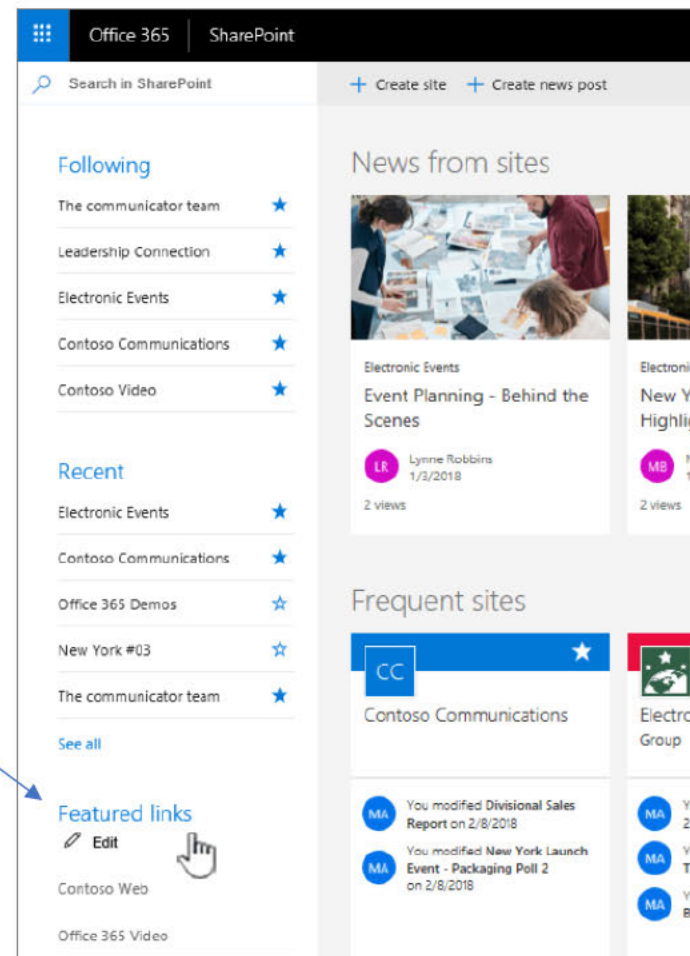 Office 365
SharePoint
Search in SharePoint
+ Create site
+ Create news post
Following
The communicator team
Leadership Connection
Electronic Events
Contoso Communications
Contoso Video
Recent
Electronic Events
Contoso Communications
Office 365 Demos
New York #03
The communicator team
See all
Featured links
Edit
Contoso Web
Office 365 Video
News from sites
Electronic Events
Event Planning - Behind the
Scenes
LR
Lynne Robbins
1/3/2018
2 views
New Y
MB
2 views
Frequent sites
CC
Contoso Communications
MA
You modified Divisional Sales
Report on 2/8/2018
MA
You modified New York Launch
Event - Packaging Poll 2
on 2/8/2018
Group
MA
MA
MA